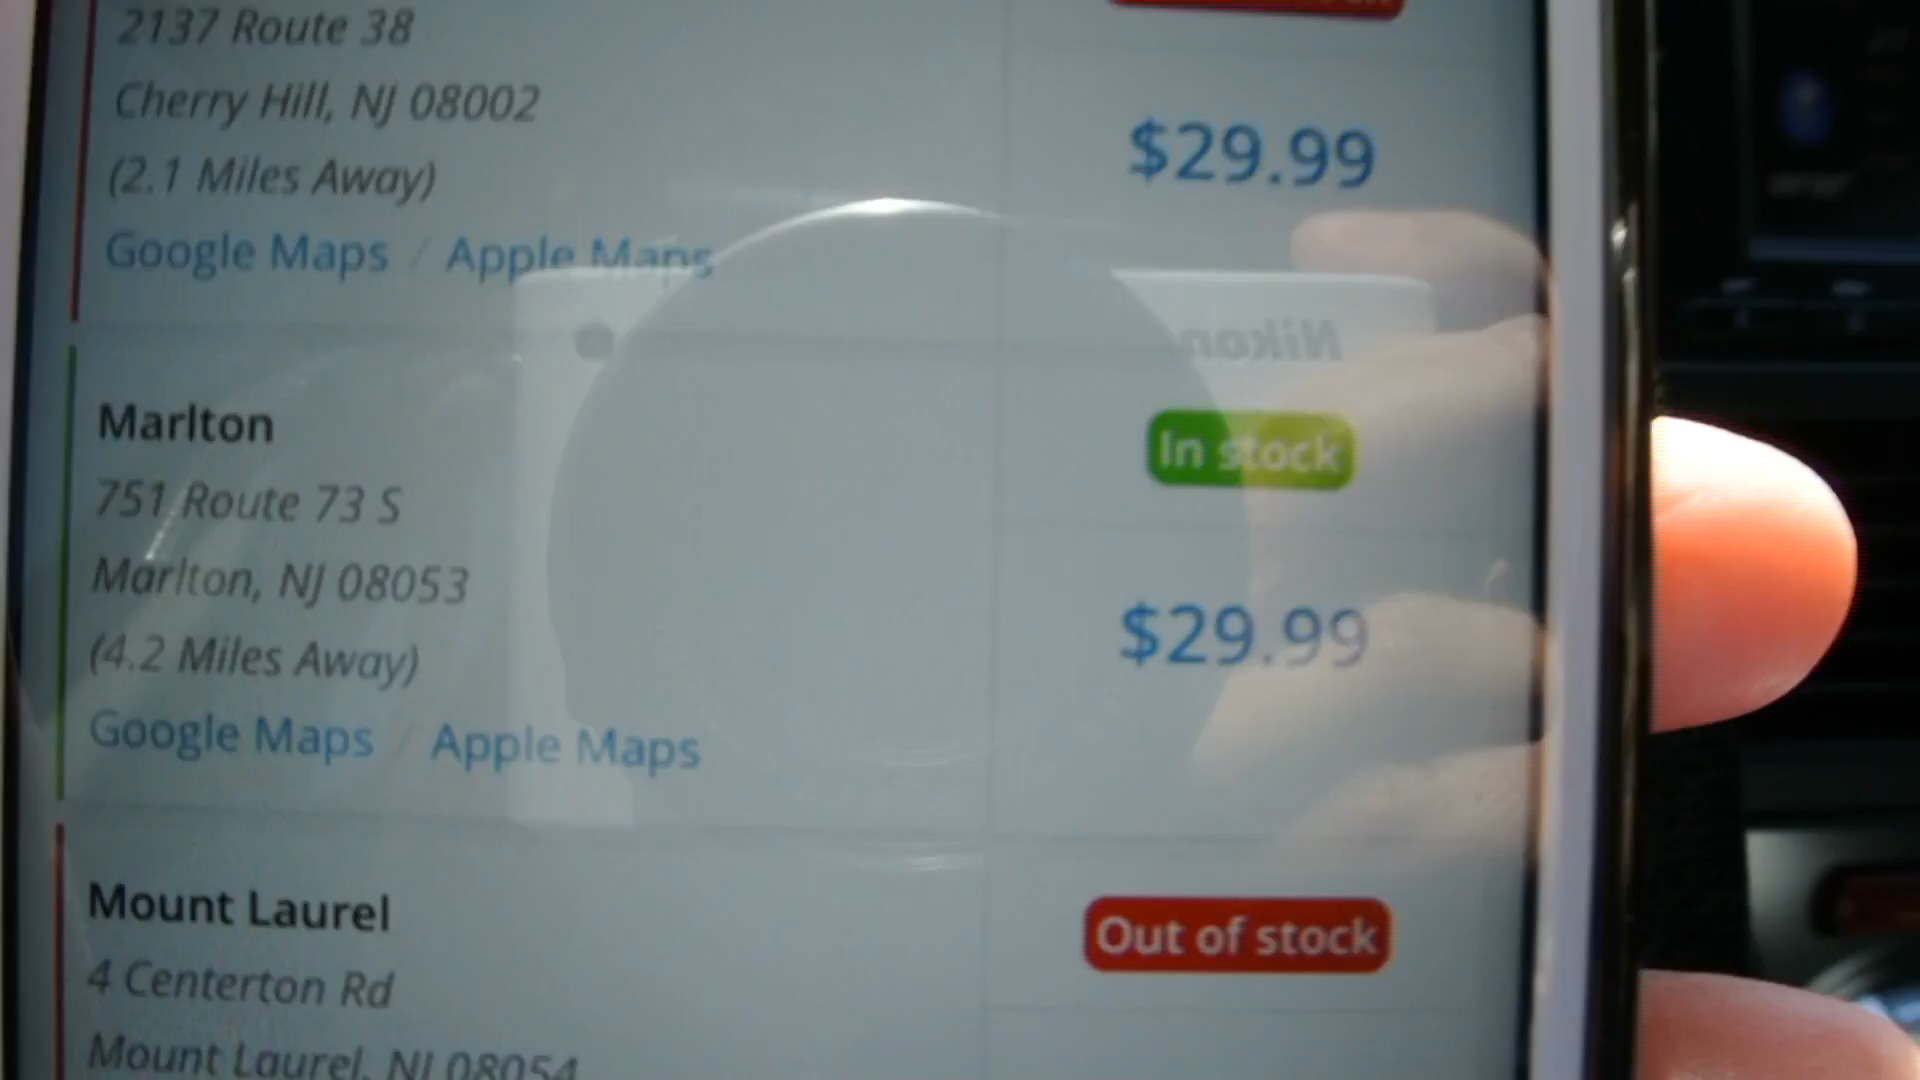 2137 Route 38
Cherry Hill, NJ 08002
(2.1 Miles Away)
$29.99
Google Maps / Apple Maps
Nikon
Marlton
In stock
751 Route 73 S
Marlton, NJ 08053
(4.2 Miles Away)
$29.99
Google Maps / Apple Maps
Mount Laurel
Out of stock
4 Centerton Rd
Mount Laurel, NJ 08054